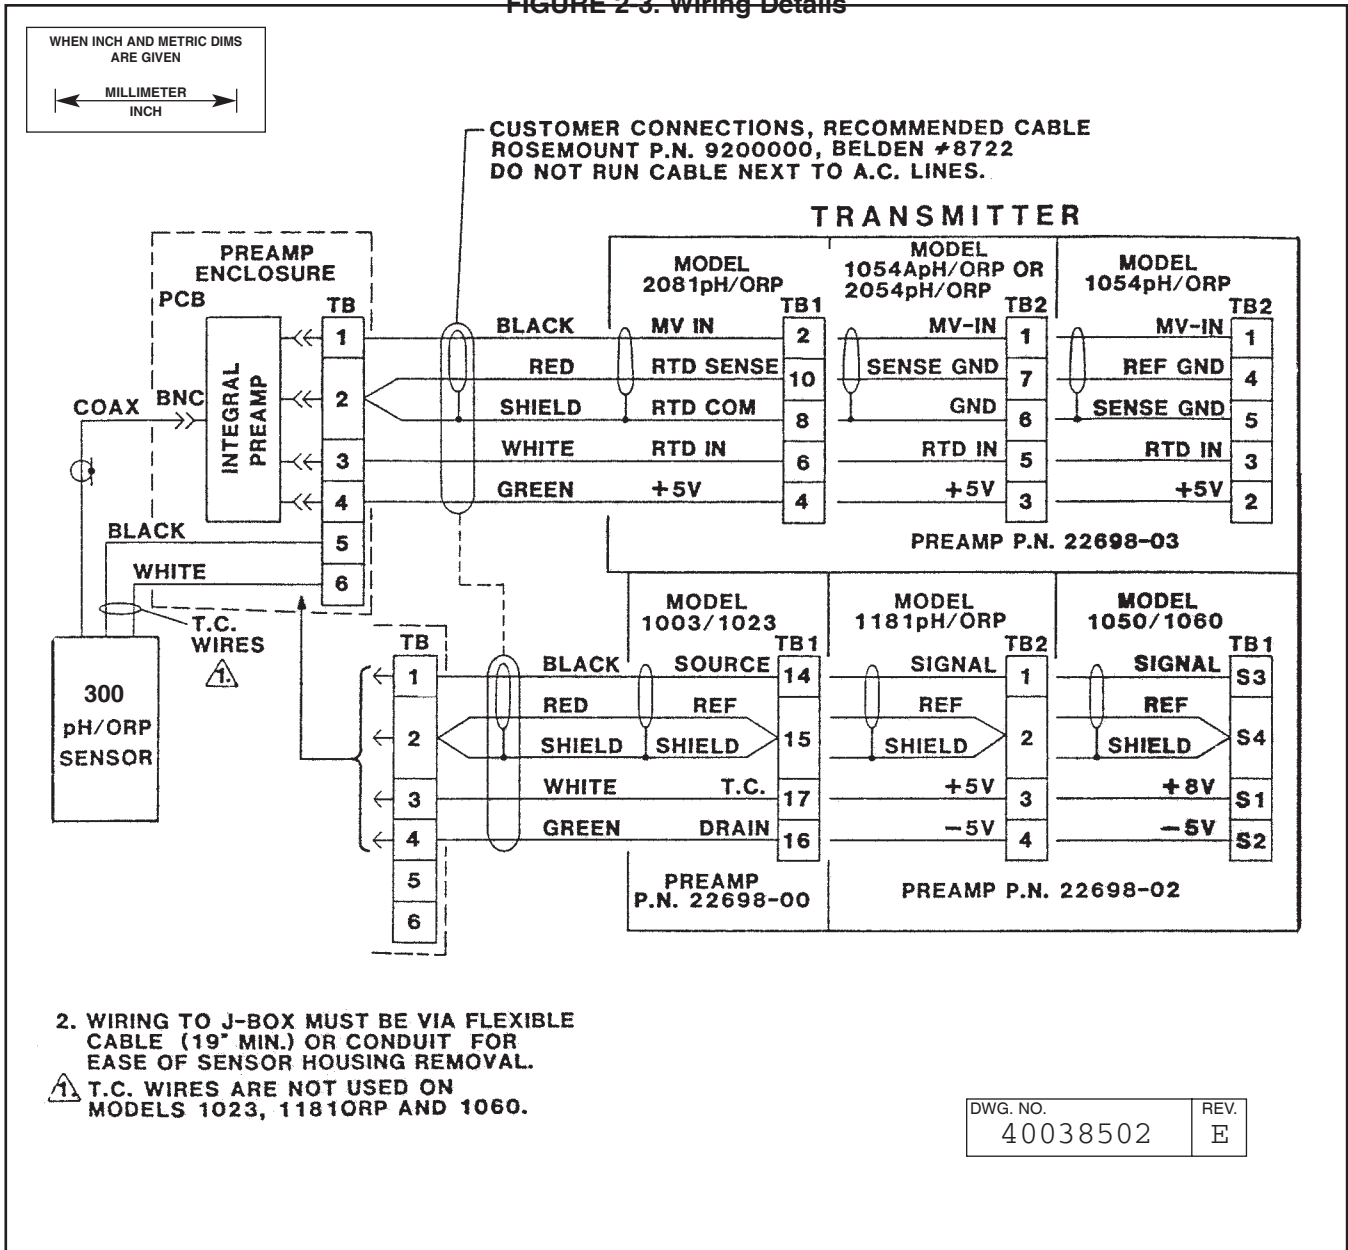 FIGURE 2-3. Wiring Details
WHEN INCH AND METRIC DIMS
ARE GIVEN
MILLIMETER
INCH
CUSTOMER CONNECTIONS, RECOMMENDED CABLE
ROSEMOUNT P.N. 9200000, BELDEN #8722
DO NOT RUN CABLE NEXT TO A.C. LINES.
TRANSMITTER
PREAMP
ENCLOSURE
PCB
TB
MODEL
2081pH/ORP
TB1
MODEL
1054ApH/ORP OR
2054pH/ORP
TB2
MODEL
1054pH/ORP
TB2
INTEGRAL
PREAMP
COAX
BNC
1 BLACK MV IN 2 MV-IN 1 MV-IN 1
RED RTD SENSE 10 SENSE GND 7 REF GND 4
2 SHIELD RTD COM 8 GND 6 SENSE GND 5
3 WHITE RTD IN 6 RTD IN 5 RTD IN 3
4 GREEN +5V 4 +5V 3 +5V 2
BLACK 5
WHITE 6
PREAMP P.N. 22698-03
T.C.
WIRES
1.
300
pH/ORP
SENSOR
TB
MODEL
1003/1023
TB1
MODEL
1181pH/ORP
TB2
MODEL
1050/1060
TB1
1 BLACK SOURCE 14 SIGNAL 1 SIGNAL S3
RED REF REF REF
2 SHIELD SHIELD 15 SHIELD 2 SHIELD S4
3 WHITE T.C. 17 +5V 3 +8V S1
4 GREEN DRAIN 16 -5V 4 -5V S2
5
6
PREAMP
P.N. 22698-00
PREAMP P.N. 22698-02
2. WIRING TO J-BOX MUST BE VIA FLEXIBLE
CABLE (19" MIN.) OR CONDUIT FOR
EASE OF SENSOR HOUSING REMOVAL.
1. T.C. WIRES ARE NOT USED ON
MODELS 1023, 1181ORP AND 1060.
DWG. NO.
40038502
REV.
E